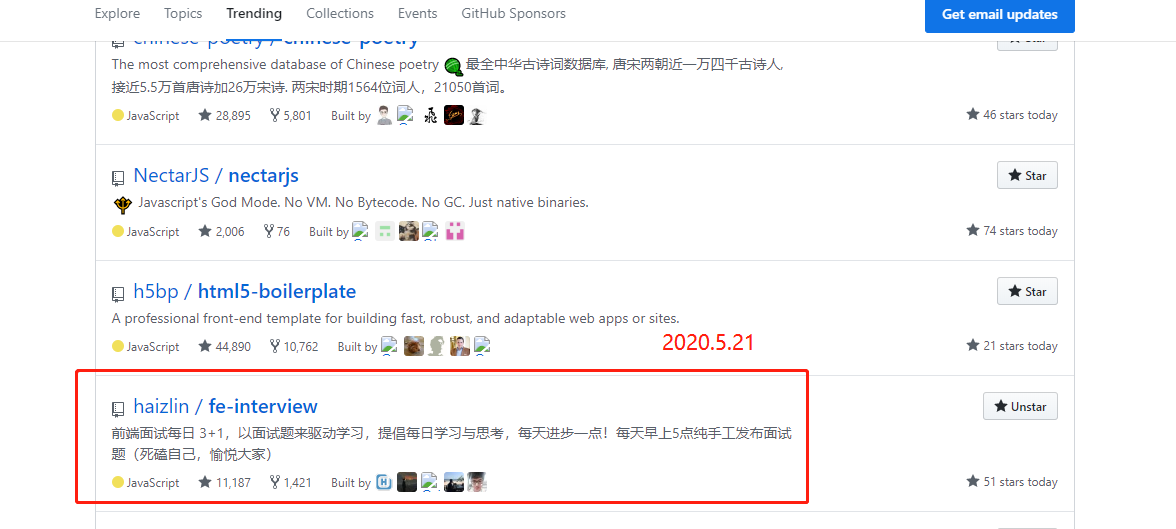 Explore Topics Trending Collections Events GitHub Sponsors Get email updates
chinese-poetry / chinese-poetry Star
The most comprehensive database of Chinese poetry 最全中华古诗词数据库, 唐宋两朝近一万四千古诗人,
接近5.5万首唐诗加26万宋诗. 两宋时期1564位词人，21050首词。
JavaScript 28,895 5,801 Built by 46 stars today
NectarJS / nectarjs Star
Javascript's God Mode. No VM. No Bytecode. No GC. Just native binaries.
JavaScript 2,006 76 Built by 74 stars today
h5bp / html5-boilerplate Star
A professional front-end template for building fast, robust, and adaptable web apps or sites.
2020.5.21
JavaScript 44,890 10,762 Built by 21 stars today
haizlin / fe-interview Unstar
前端面试每日 3+1，以面试题来驱动学习，提倡每日学习与思考，每天进步一点！每天早上5点纯手工发布面试
题（死磕自己，愉悦大家）
JavaScript 11,187 1,421 Built by 51 stars today